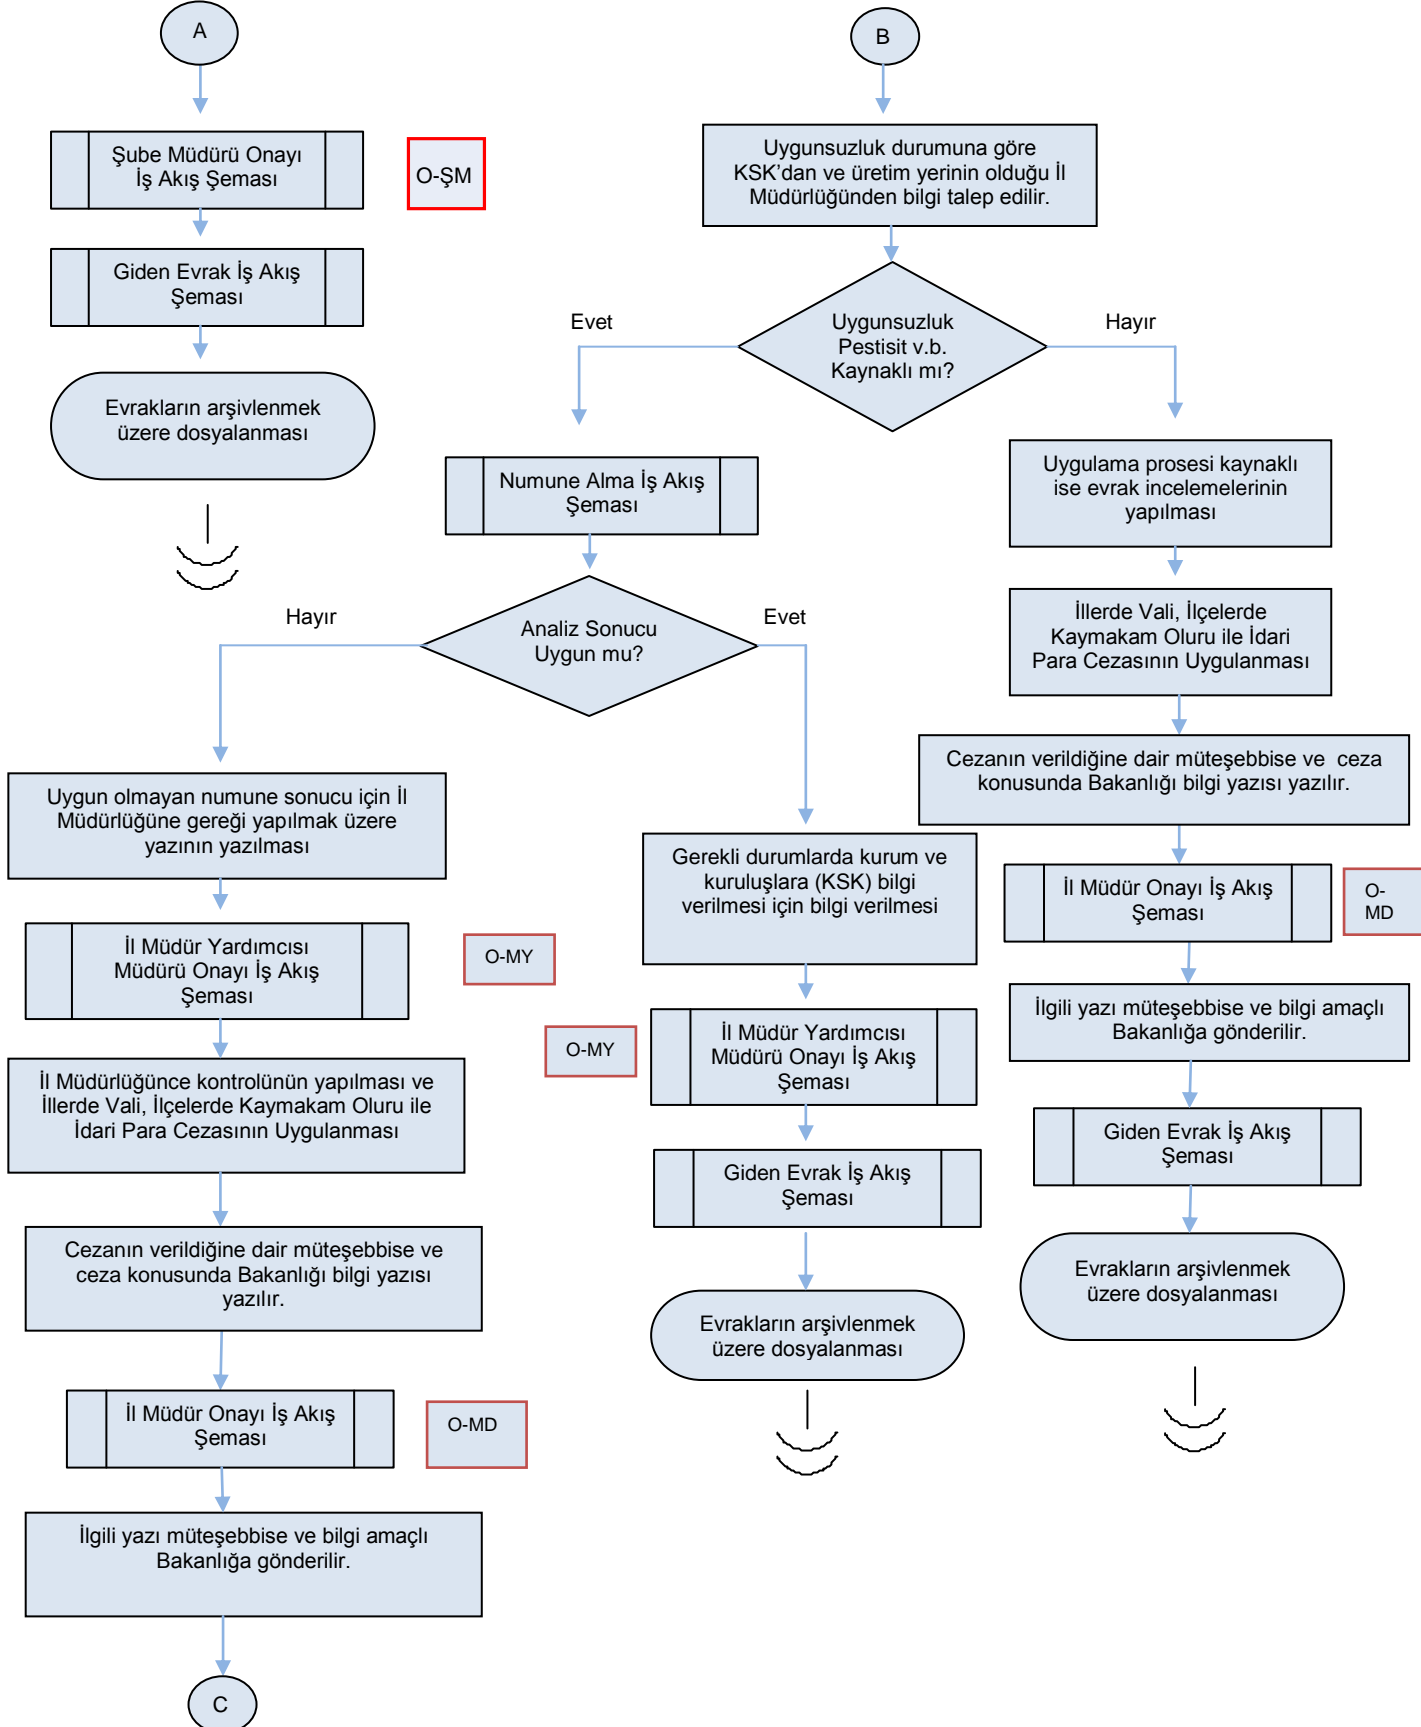 A
Şube Müdürü Onayı
İş Akış Şeması
O-ŞM
Giden Evrak İş Akış
Şeması
Evrakların arşivlenmek
üzere dosyalanması
B
Uygunsuzluk durumuna göre
KSK’dan ve üretim yerinin olduğu İl
Müdürlüğünden bilgi talep edilir.
Uygunsuzluk
Pestisit v.b.
Kaynaklı mı?
Evet
Hayır
Numune Alma İş Akış
Şeması
Analiz Sonucu
Uygun mu?
Hayır
Evet
Uygun olmayan numune sonucu için İl
Müdürlüğüne gereği yapılmak üzere
yazının yazılması
İl Müdür Yardımcısı
Müdürü Onayı İş Akış
Şeması
O-MY
İl Müdürlüğünce kontrolünün yapılması ve
İllerde Vali, İlçelerde Kaymakam Oluru ile
İdari Para Cezasının Uygulanması
Cezanın verildiğine dair müteşebbise ve
ceza konusunda Bakanlığı bilgi yazısı
yazılır.
İl Müdür Onayı İş Akış
Şeması
O-MD
İlgili yazı müteşebbise ve bilgi amaçlı
Bakanlığa gönderilir.
C
Gerekli durumlarda kurum ve
kuruluşlara (KSK) bilgi
verilmesi için bilgi verilmesi
O-MY
İl Müdür Yardımcısı
Müdürü Onayı İş Akış
Şeması
Giden Evrak İş Akış
Şeması
Evrakların arşivlenmek
üzere dosyalanması
Uygulama prosesi kaynaklı
ise evrak incelemelerinin
yapılması
İllerde Vali, İlçelerde
Kaymakam Oluru ile İdari
Para Cezasının Uygulanması
Cezanın verildiğine dair müteşebbise ve  ceza
konusunda Bakanlığı bilgi yazısı yazılır.
İl Müdür Onayı İş Akış
Şeması
O-
MD
İlgili yazı müteşebbise ve bilgi amaçlı
Bakanlığa gönderilir.
Giden Evrak İş Akış
Şeması
Evrakların arşivlenmek
üzere dosyalanması